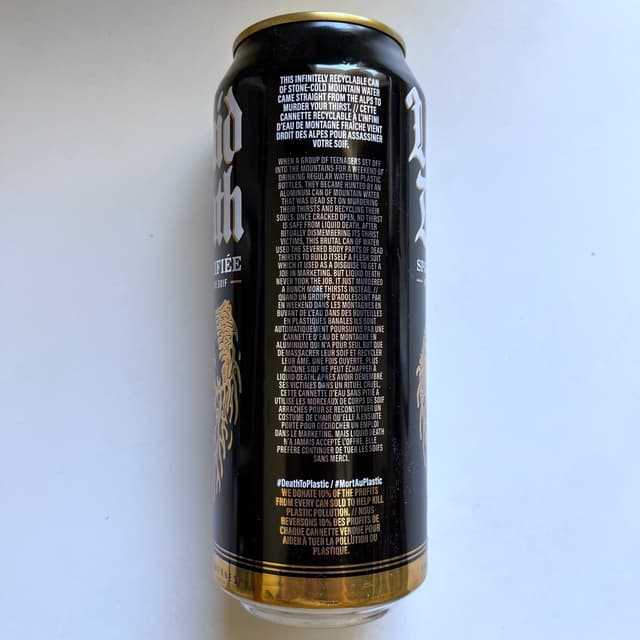 THIS INFINITELY RECYCLABLE CAN
OF STONE-COLD MOUNTAIN WATER
CAME STRAIGHT FROM THE ALPS TO
MURDER YOUR THIRST. // CETTE
CANNETTE RECYCLABLE À L'INFINI
D'EAU DE MONTAGNE FRAÎCHE VIENT
DROIT DES ALPES POUR ASSASSINER
VOTRE SOIF.
WHEN A GROUP OF TEENAGERS SET OFF
INTO THE MOUNTAINS FOR A WEEKEND OF
DRINKING REGULAR WATER IN PLASTIC
BOTTLES, THEY BECAME HUNTED BY AN
ALUMINUM CAN OF MOUNTAIN WATER
THAT WAS DEAD SET ON MURDERING
THEIR THIRSTS AND RECYCLING THEIR
SOULS. ONCE CRACKED OPEN, NO THIRST
IS SAFE FROM LIQUID DEATH. AFTER
RITUALLY DISMEMBERING ITS THIRST
VICTIMS, THIS BRUTAL CAN OF WATER
USED THE SEVERED BODY PARTS OF DEAD
THIRSTS TO BUILD ITSELF A FLESH SUIT
WHICH IT USED AS A DISGUISE TO GET A
JOB IN MARKETING. BUT LIQUID DEATH
NEVER TOOK THE JOB. IT JUST MURDERED
A BUNCH MORE THIRSTS INSTEAD. //
QUAND UN GROUPE D'ADOLESCENT PAR
EN WEEKEND DANS LES MONTAGNES EN
BUVANT DE L'EAU DANS DES BOUTEILLES
EN PLASTIQUES BANALES ILS SONT
AUTOMATIQUEMENT POURSUIVIS PAR UNE
CANNETTE D'EAU DE MONTAGNE EN
ALUMINIUM QUI N'A POUR SEUL BUT QUE
DE MASSACRER LEUR SOIF ET RECYCLER
LEUR ÂME. UNE FOIS OUVERTE, PLUS
AUCUNE SOIF NE PEUT ÉCHAPPER À
LIQUID DEATH. APRÈS AVOIR DÉMEMBRÉ
SES VICTIMES DANS UN RITUEL CRUEL,
CETTE CANETTE D'EAU SANS PITIÉ A
UTILISÉ LES MORCEAUX DE CORPS DE SOIF
ARRACHÉS POUR SE RECONSTITUER UN
COSTUME DE CHAIR QU'ELLE A ENSUITE
PORTÉ POUR DÉCROCHER UN EMPLOI
DANS LE MARKETING. MAIS LIQUID DEATH
N'A JAMAIS ACCEPTÉ L'OFFRE. ELLE
PRÉFÈRE CONTINUER DE TUER LES SOIFS
SANS MERCI.
#DeathToPlastic / #MortAuPlastic
WE DONATE 10% OF THE PROFITS
FROM EVERY CAN SOLD TO HELP KILL
PLASTIC POLLUTION. // NOUS
REVERSONS 10% DES PROFITS DE
CHAQUE CANNETTE VENDUE POUR
AIDER À TUER LA POLLUTION DU
PLASTIQUE.